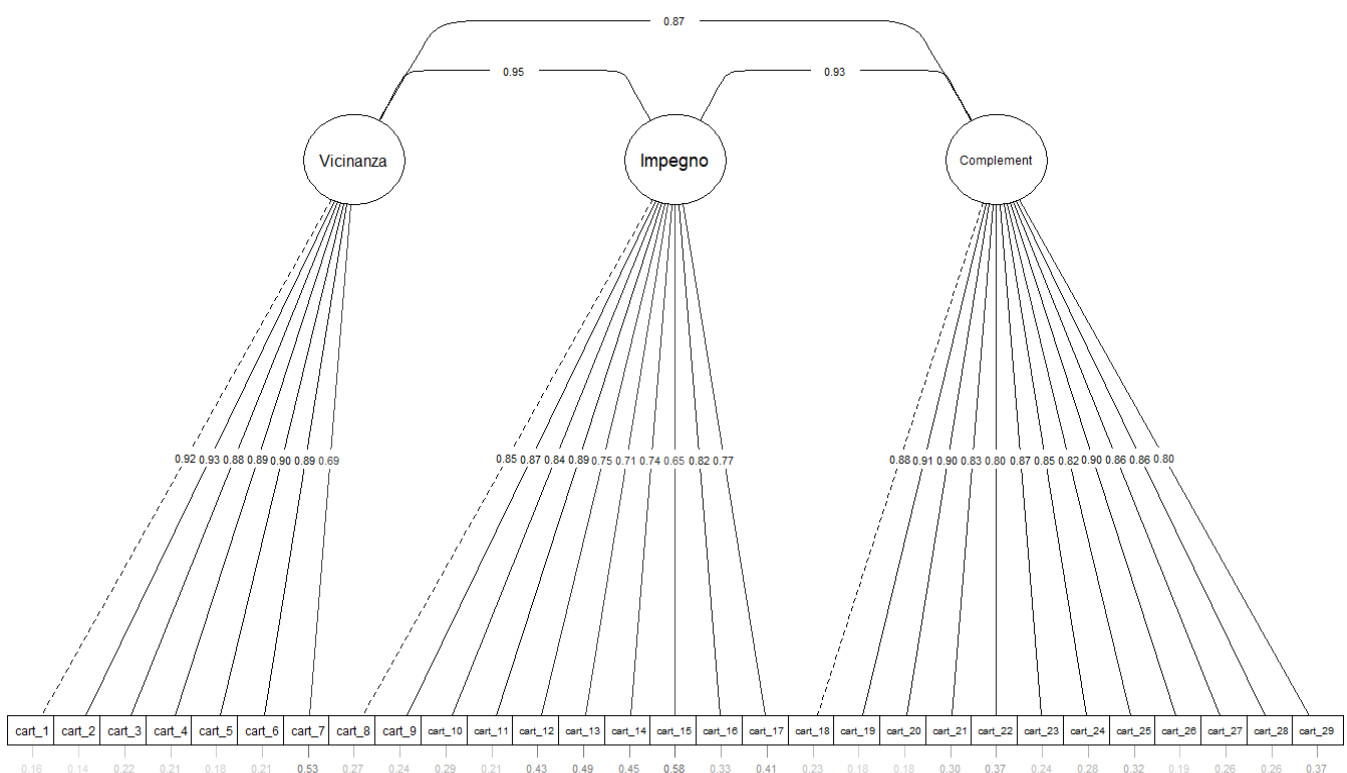 0.87
0.95 0.93
Vicinanza Impegno Complement
0.92 0.93 0.88 0.89 0.90 0.89 0.69 0.85 0.87 0.84 0.89 0.75 0.71 0.74 0.65 0.82 0.77 0.88 0.91 0.90 0.83 0.80 0.87 0.85 0.82 0.90 0.86 0.86 0.80
cart_1 cart_2 cart_3 cart_4 cart_5 cart_6 cart_7 cart_8 cart_9 cart_10 cart_11 cart_12 cart_13 cart_14 cart_15 cart_16 cart_17 cart_18 cart_19 cart_20 cart_21 cart_22 cart_23 cart_24 cart_25 cart_26 cart_27 cart_28 cart_29
0.16 0.14 0.22 0.21 0.18 0.21 0.53 0.27 0.24 0.29 0.21 0.43 0.49 0.45 0.58 0.33 0.41 0.23 0.18 0.18 0.30 0.37 0.24 0.28 0.32 0.19 0.26 0.26 0.37